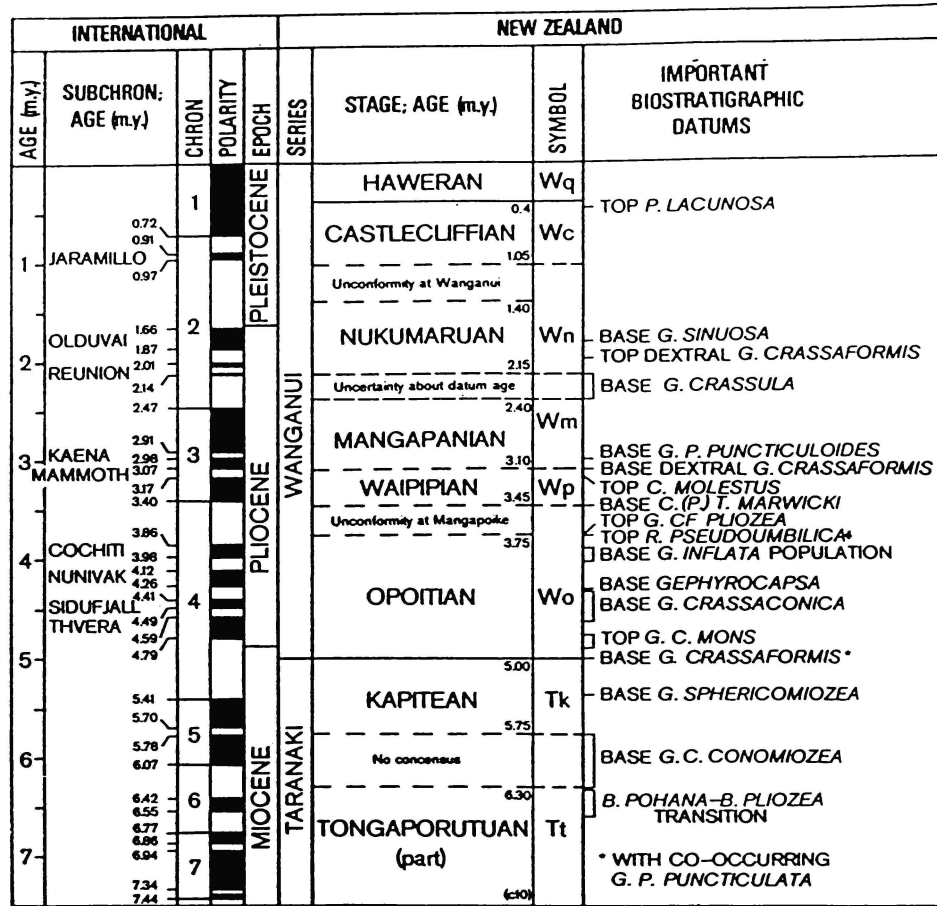 INTERNATIONAL
NEW ZEALAND
AGE (m.y.)
SUBCHRON;
AGE (m.y.)
CHRON
POLARITY
EPOCH
SERIES
STAGE; AGE (m.y.)
SYMBOL
IMPORTANT
BIOSTRATIGRAPHIC
DATUMS
1
2
3
4
5
6
7
0.72
0.91
JARAMILLO
0.97
1.66
OLDUVAI
1.87
2.01
REUNION
2.14
2.47
2.91
KAENA
2.98
MAMMOTH
3.07
3.17
3.40
3.86
COCHITI
3.98
4.12
NUNIVAK
4.26
4.41
SIDUFJALL
4.49
THVERA
4.59
4.79
5.41
5.70
5.78
6.07
6.42
6.55
6.77
6.86
6.94
7.34
7.44
1
2
3
4
5
6
7
PLEISTOCENE
PLIOCENE
MIOCENE
WANGANUI
TARANAKI
HAWERAN Wq
0.4
CASTLECLIFFIAN Wc
1.05
Unconformity at Wanganui
1.40
NUKUMARUAN Wn
2.15
Uncertainty about datum age
2.40
MANGAPANIAN Wm
3.10
WAIPIPIAN Wp
3.45
Unconformity at Mangapoike
3.75
OPOITIAN Wo
5.00
KAPITEAN Tk
5.75
No concensus
6.30
TONGAPORUTUAN Tt
(part)
(c10)
TOP P. LACUNOSA
BASE G. SINUOSA
TOP DEXTRAL G. CRASSAFORMIS
BASE G. CRASSULA
BASE G. P. PUNCTICULOIDES
BASE DEXTRAL G. CRASSAFORMIS
TOP C. MOLESTUS
BASE C. (P.) T. MARWICKI
TOP G. CF PLIOZEA
TOP R. PSEUDOUMBILICA
BASE G. INFLATA POPULATION
BASE GEPHYROCAPSA
BASE G. CRASSACONICA
TOP G. C. MONS
BASE G. CRASSAFORMIS*
BASE G. SPHERICOMIOZEA
BASE G. C. CONOMIOZEA
B. POHANA–B. PLIOZEA
TRANSITION
* WITH CO-OCCURRING
G. P. PUNCTICULATA